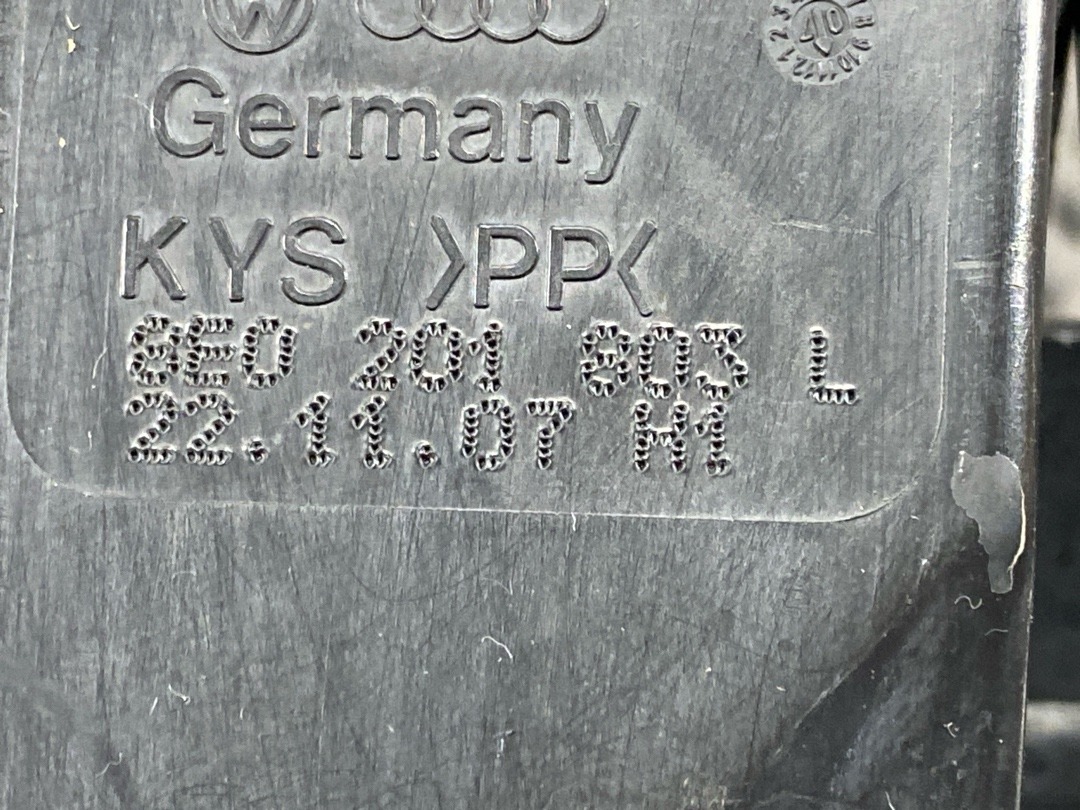 Germany
KYS >PP<
8E0 201 803 L
22.11.07 H1